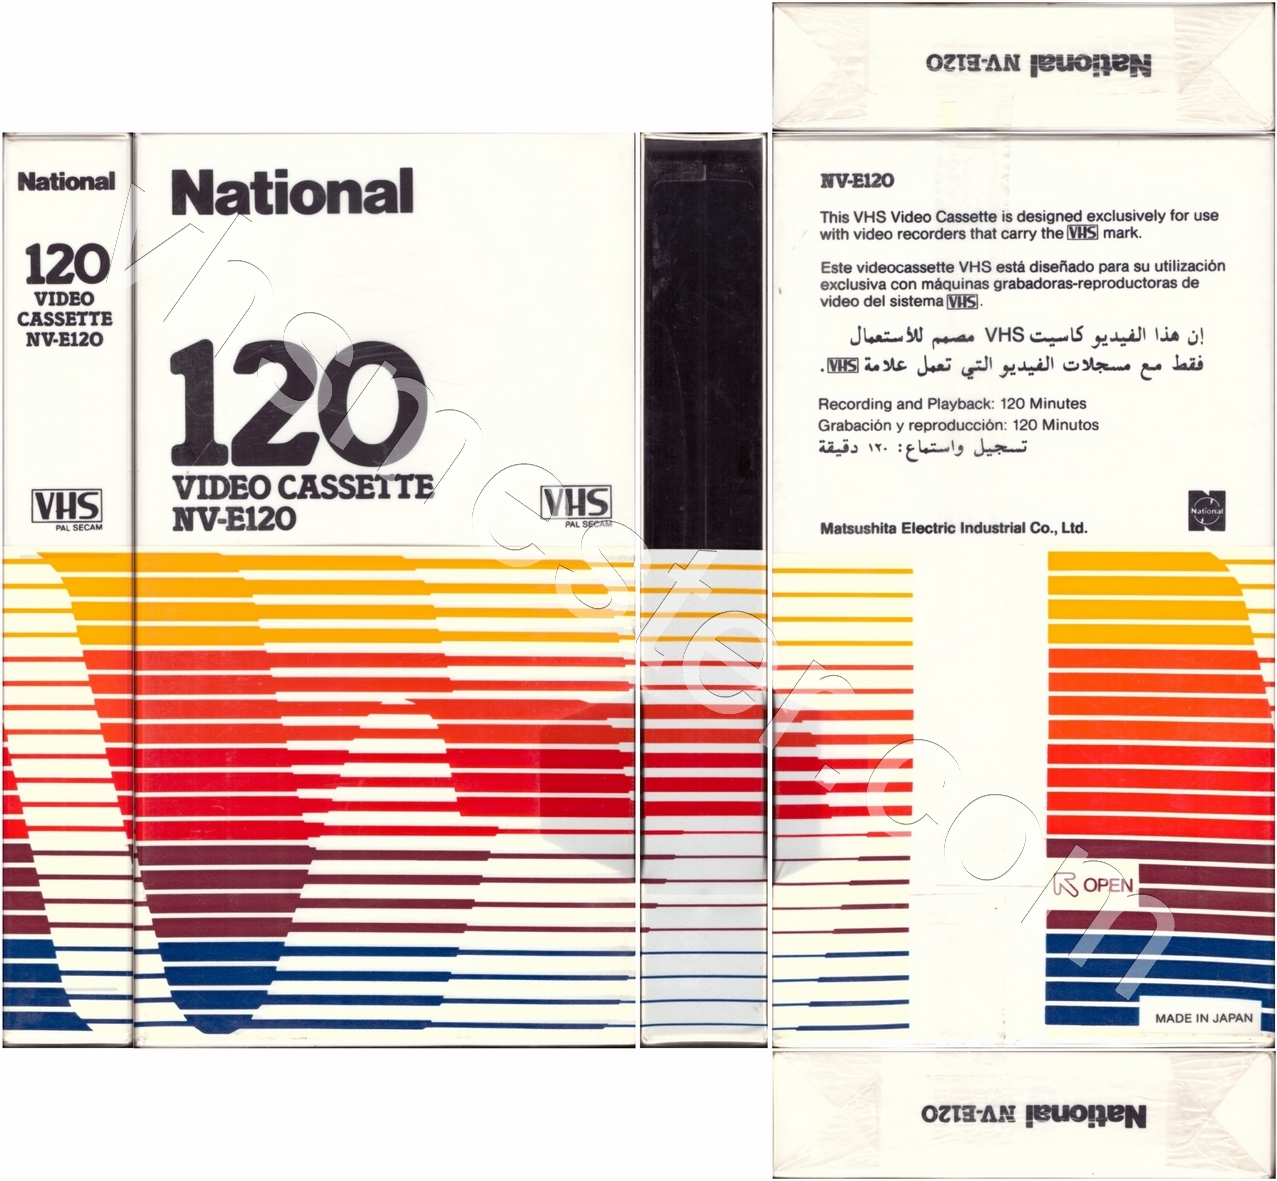 National NV-E120
National
120
VIDEO
CASSETTE
NV-E120
VHS
PAL SECAM
National
120
VIDEO CASSETTE
NV-E120
VHS
PAL SECAM
NV-E120
This VHS Video Cassette is designed exclusively for use
with video recorders that carry the VHS mark.
Este videocassette VHS está diseñado para su utilización
exclusiva con máquinas grabadoras-reproductoras de
video del sistema VHS.
إن هذا الفيديو كاسيت VHS مصمم للأستعمال
فقط مع مسجلات الفيديو التي تعمل علامة VHS.
Recording and Playback: 120 Minutes
Grabación y reproducción: 120 Minutos
تسجيل واستماع: ١٢٠ دقيقة
National
Matsushita Electric Industrial Co., Ltd.
OPEN
MADE IN JAPAN
National NV-E120
vhsmeester.com